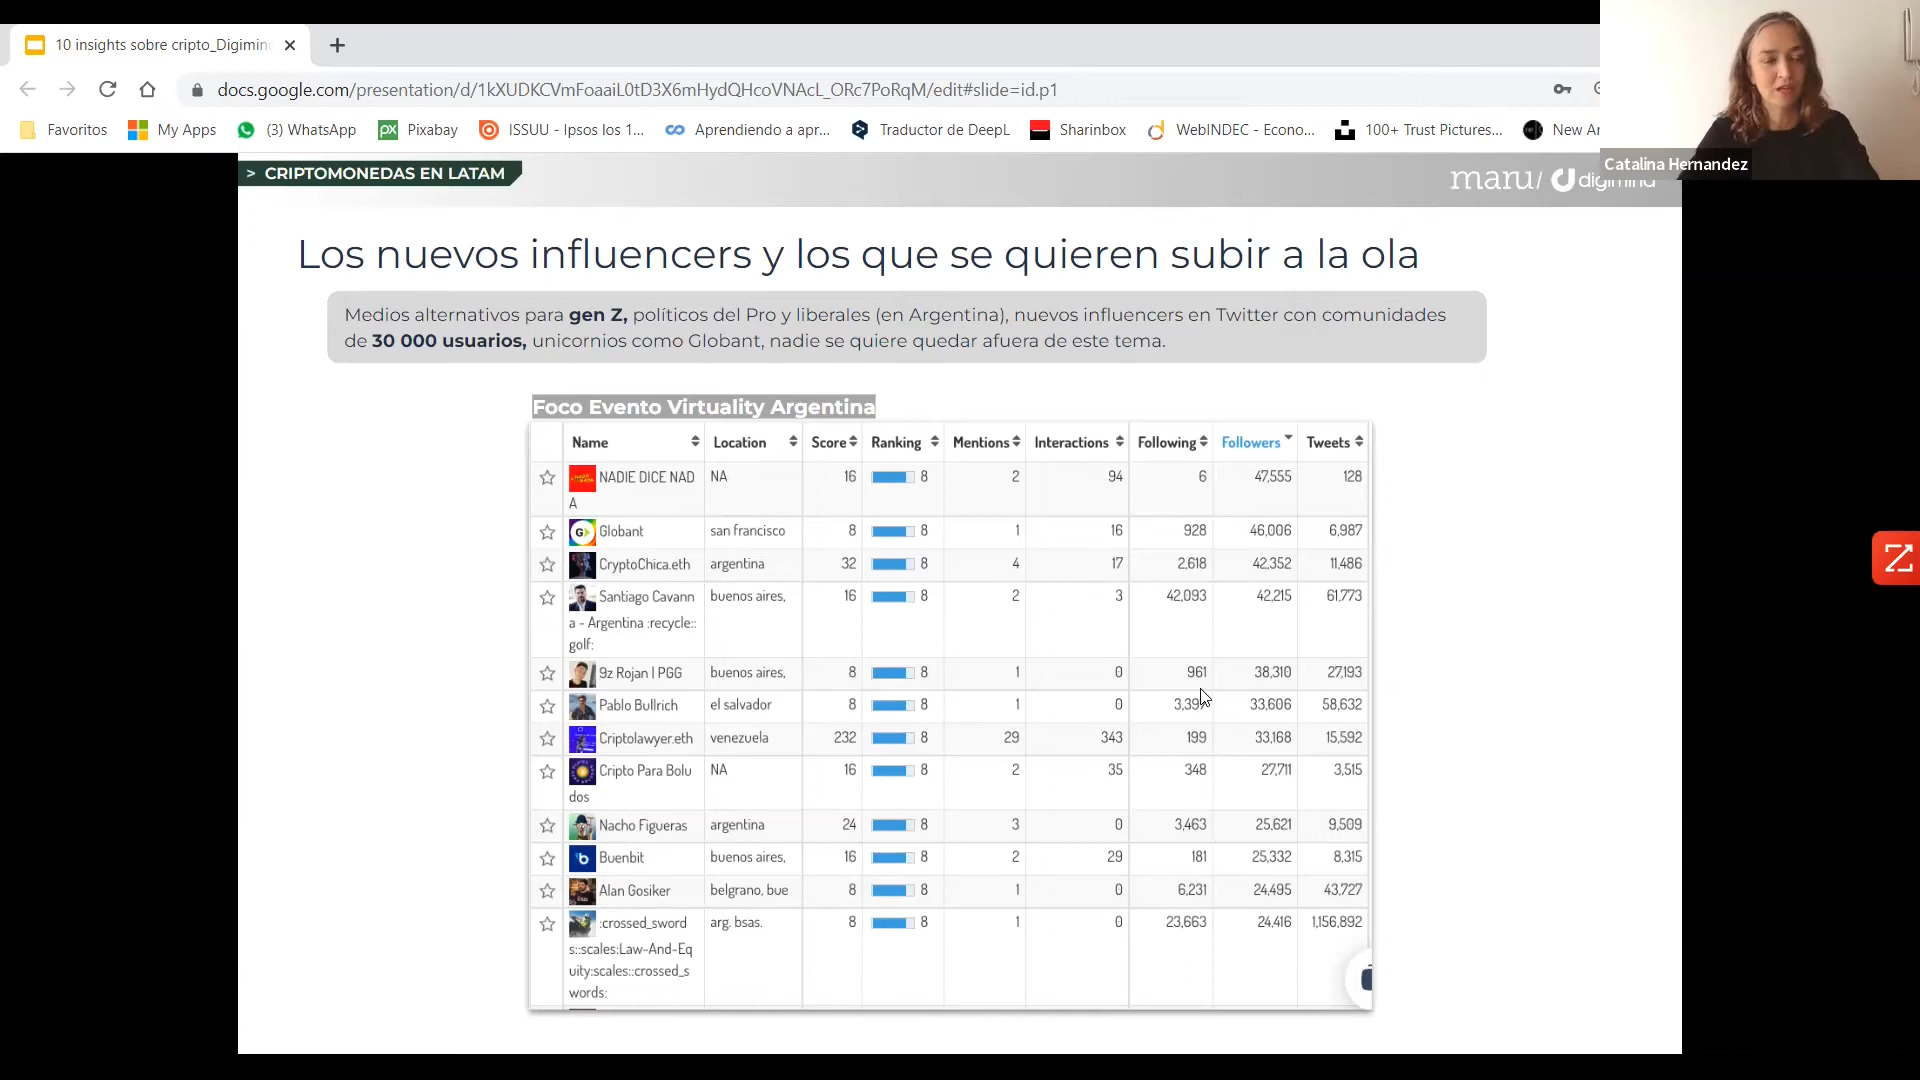 10 insights sobre cripto_Digimin
docs.google.com/presentation/d/1kXUDKCVmFoaaiL0tD3X6mHydQHcoVNAcL_ORc7PoRqM/edit#slide=id.p1
Favoritos My Apps (3) WhatsApp Pixabay ISSUU - Ipsos los 1... Aprendiendo a apr... Traductor de DeepL Sharinbox WebINDEC - Econo... 100+ Trust Pictures... New Ar
Catalina Hernandez
> CRIPTOMONEDAS EN LATAM
maru/ digimind
Los nuevos influencers y los que se quieren subir a la ola
Medios alternativos para gen Z, políticos del Pro y liberales (en Argentina), nuevos influencers en Twitter con comunidades
de 30 000 usuarios, unicornios como Globant, nadie se quiere quedar afuera de este tema.
Foco Evento Virtuality Argentina
Name Location Score Ranking Mentions Interactions Following Followers Tweets
NADIE DICE NAD NA 16 8 2 94 6 47,555 128
A
Globant san francisco 8 8 1 16 928 46,006 6,987
CryptoChica.eth argentina 32 8 4 17 2,618 42,352 11,486
Santiago Cavann buenos aires, 16 8 2 3 42,093 42,215 61,773
a - Argentina :recycle::
golf:
9z Rojan | PGG buenos aires, 8 8 1 0 961 38,310 27,193
Pablo Bullrich el salvador 8 8 1 0 33,606 58,632
Criptolawyer.eth venezuela 232 8 29 343 199 33,168 15,592
Cripto Para Bolu NA 16 8 2 35 348 27,711 3,515
dos
Nacho Figueras argentina 24 8 3 0 3,463 25,621 9,509
Buenbit buenos aires, 16 8 2 29 181 25,332 8,315
Alan Gosiker belgrano, bue 8 8 1 0 6,231 24,495 43,727
:crossed_sword arg. bsas. 8 8 1 0 23,663 24,416 1,156,892
s::scales:Law-And-Eq
uity:scales::crossed_s
words: